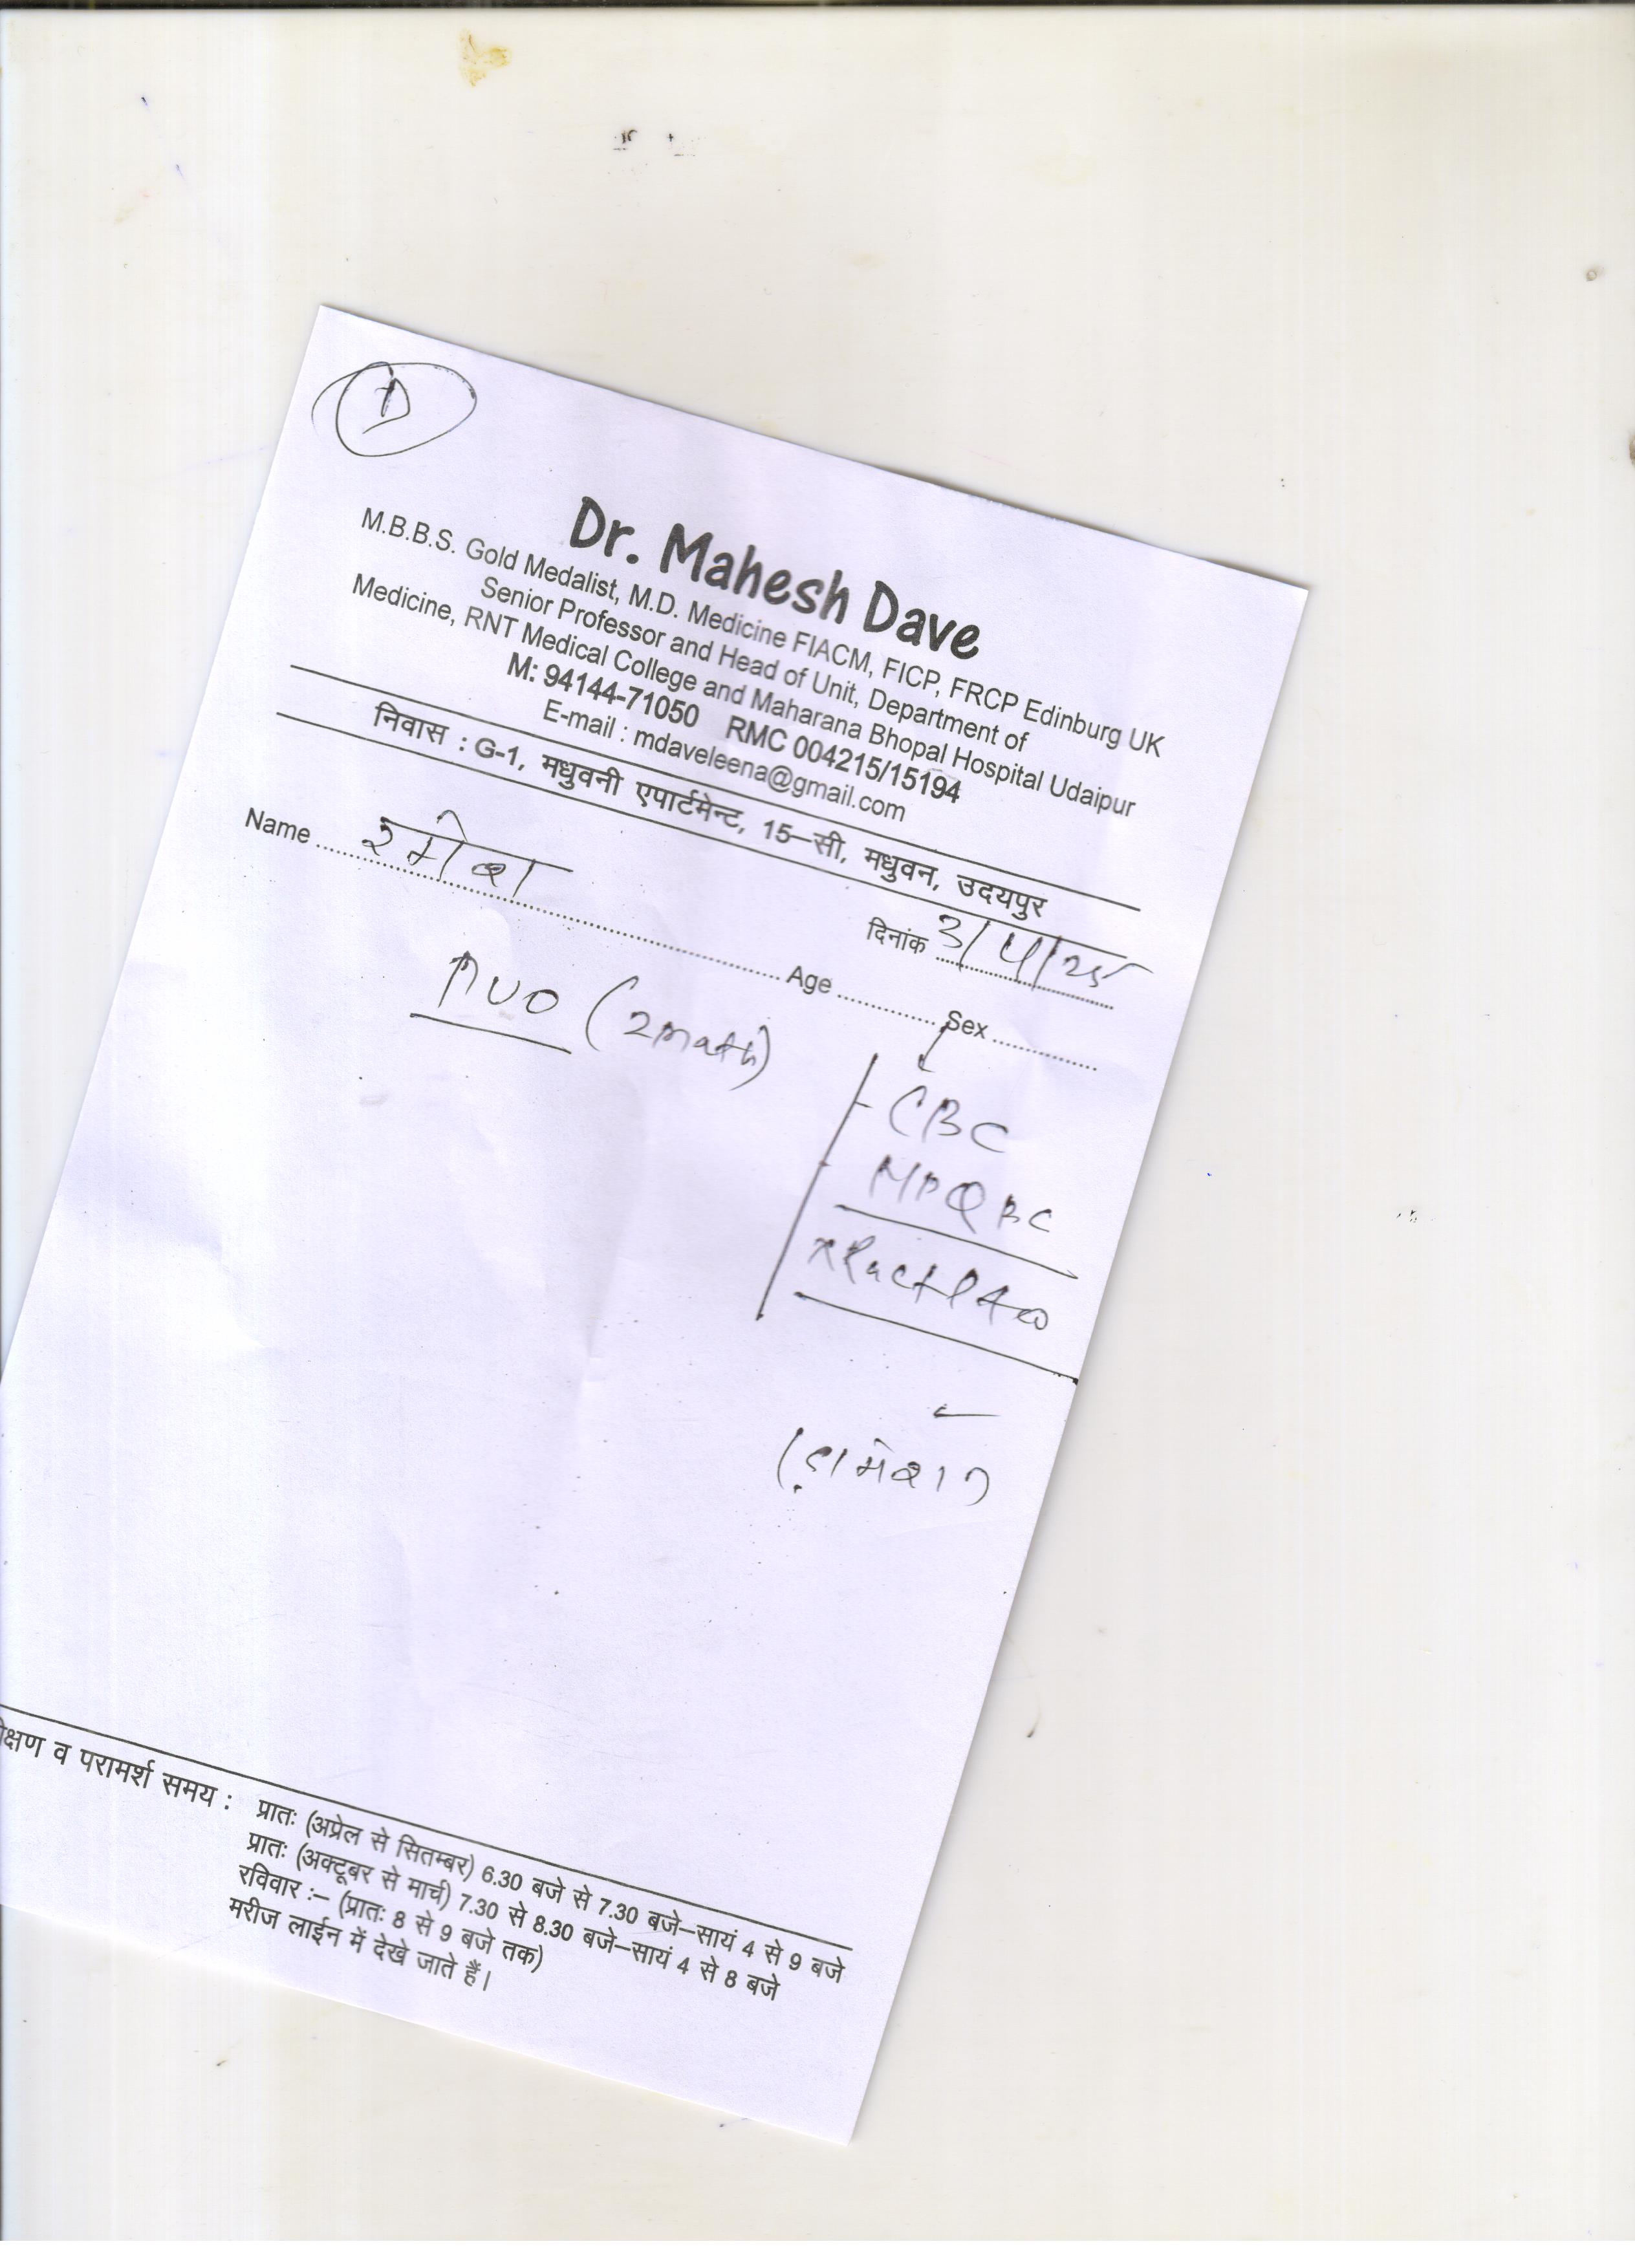 D
Dr. Mahesh Dave
M.B.B.S. Gold Medalist, M.D. Medicine FIACM, FICP, FRCP Edinburg UK
Senior Professor and Head of Unit, Department of
Medicine, RNT Medical College and Maharana Bhopal Hospital Udaipur
M: 94144-71050 RMC 004215/15194
E-mail : mdaveleena@gmail.com
निवास : G-1, मधुवनी एपार्टमेन्ट, 15–सी, मधुवन, उदयपुर
दिनांक
Name रमेश Age Sex
PUO (2 math)
CBC
MPQBC
क्षण व परामर्श समय :
प्रातः (अप्रेल से सितम्बर) 6.30 बजे से 7.30 बजे–सायं 4 से 9 बजे
प्रातः (अक्टूबर से मार्च) 7.30 से 8.30 बजे–सायं 4 से 8 बजे
रविवार :– (प्रातः 8 से 9 बजे तक)
मरीज लाईन में देखे जाते हैं।